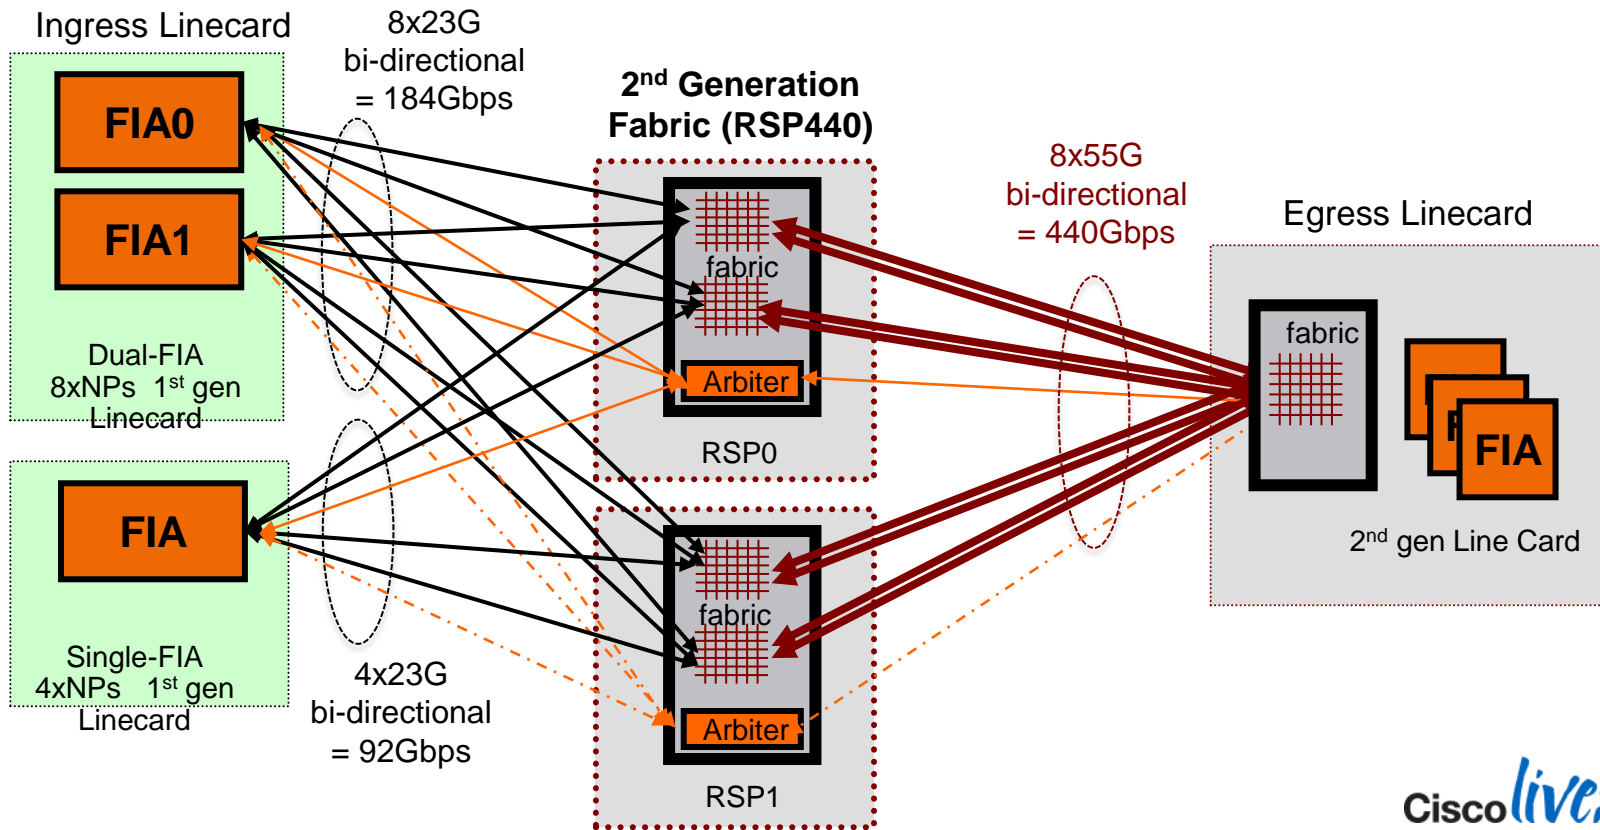 Ingress Linecard
8x23G
bi-directional
= 184Gbps
FIA0
FIA1
Dual-FIA
8xNPs 1st gen
Linecard
FIA
Single-FIA
4xNPs 1st gen
Linecard
4x23G
bi-directional
= 92Gbps
2nd Generation
Fabric (RSP440)
fabric
Arbiter
RSP0
fabric
Arbiter
RSP1
8x55G
bi-directional
= 440Gbps
Egress Linecard
fabric
FIA
2nd gen Line Card
Cisco live!